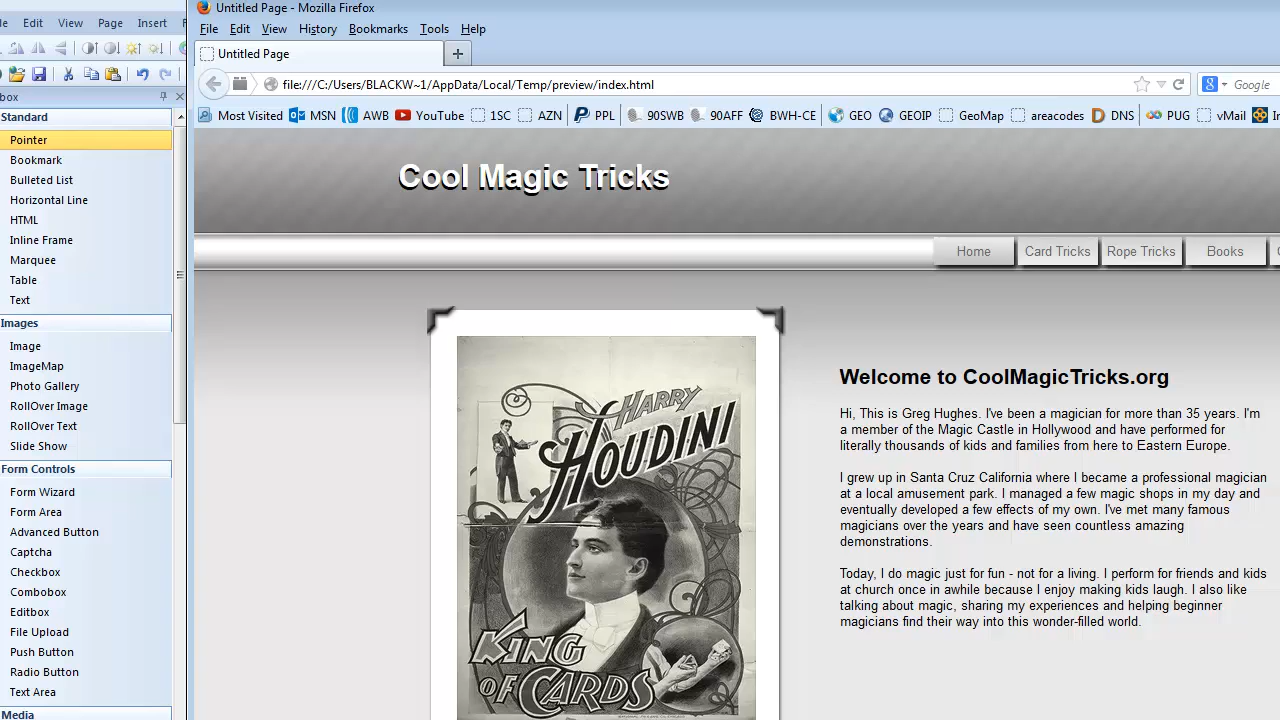 Edit View Page Insert
Standard
Pointer
Bookmark
Bulleted List
Horizontal Line
HTML
Inline Frame
Marquee
Table
Text
Images
Image
ImageMap
Photo Gallery
RollOver Image
RollOver Text
Slide Show
Form Controls
Form Wizard
Form Area
Advanced Button
Captcha
Checkbox
Combobox
Editbox
File Upload
Push Button
Radio Button
Text Area
Media
Untitled Page - Mozilla Firefox
File Edit View History Bookmarks Tools Help
Untitled Page
file:///C:/Users/BLACKW~1/AppData/Local/Temp/preview/index.html
Google
Most Visited MSN AWB YouTube 1SC AZN PPL 90SWB 90AFF BWH-CE GEO GEOIP GeoMap areacodes DNS PUG vMail
Cool Magic Tricks
Home Card Tricks Rope Tricks Books
HARRY
HOUDINI
KING
OF CARDS
Welcome to CoolMagicTricks.org
Hi, This is Greg Hughes. I've been a magician for more than 35 years. I'm
a member of the Magic Castle in Hollywood and have performed for
literally thousands of kids and families from here to Eastern Europe.
I grew up in Santa Cruz California where I became a professional magician
at a local amusement park. I managed a few magic shops in my day and
eventually developed a few effects of my own. I've met many famous
magicians over the years and have seen countless amazing
demonstrations.
Today, I do magic just for fun - not for a living. I perform for friends and kids
at church once in awhile because I enjoy making kids laugh. I also like
talking about magic, sharing my experiences and helping beginner
magicians find their way into this wonder-filled world.